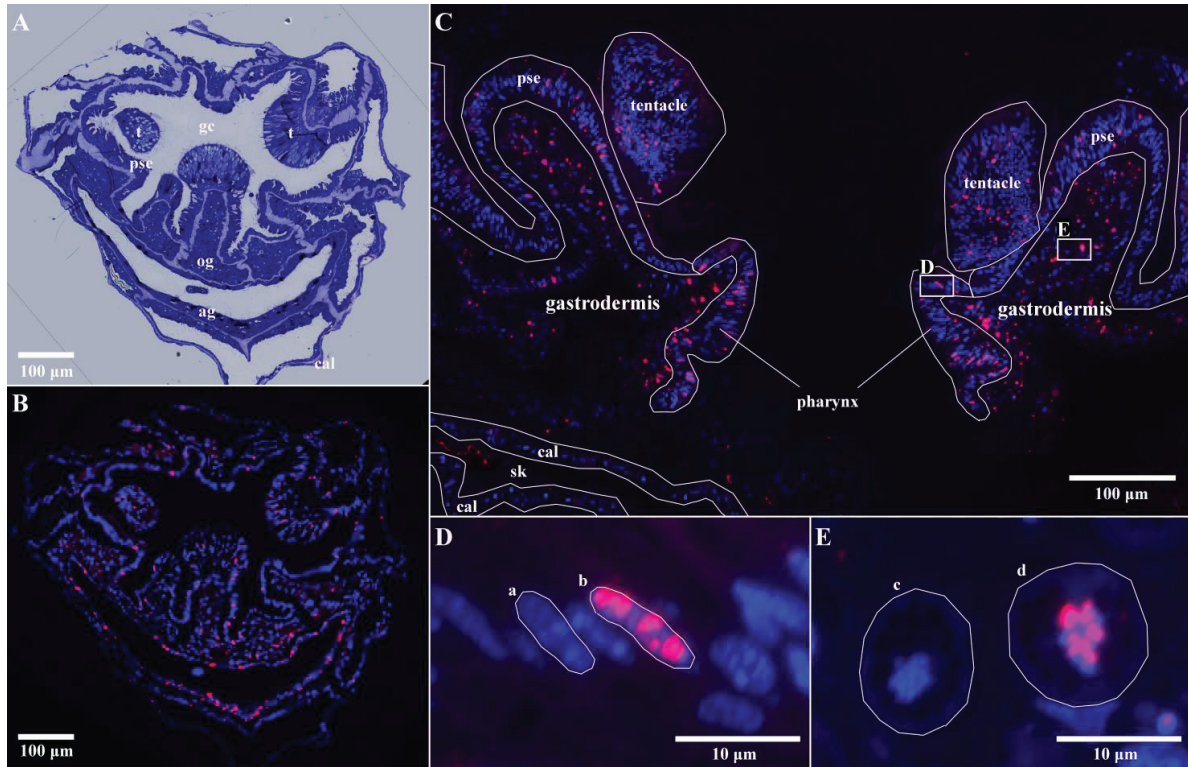 A
t
gc
t
pse
og
ag
100 µm
cal
B
100 µm
C
pse
tentacle
pse
tentacle
E
D
gastrodermis
gastrodermis
pharynx
cal
sk
cal
100 µm
D
a
b
10 µm
E
c
d
10 µm